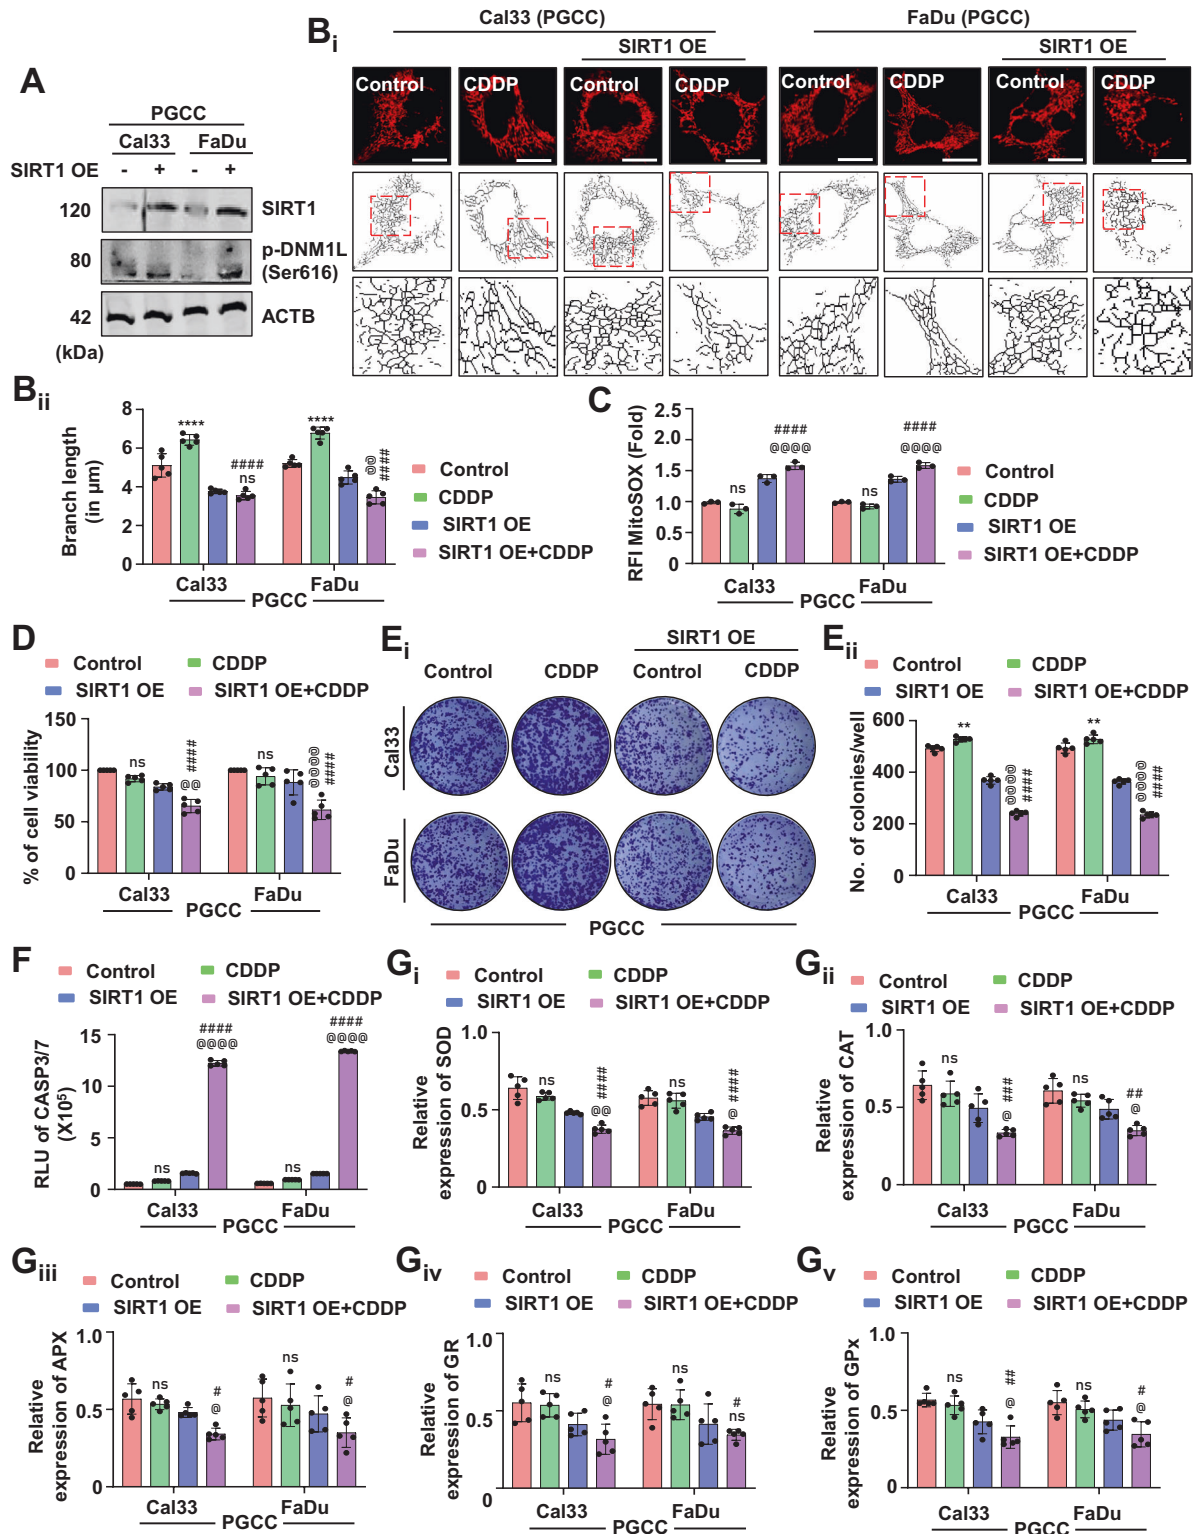 A
PGCC
Cal33 FaDu
SIRT1 OE - + - +
120 SIRT1
80 p-DNM1L
(Ser616)
42 ACTB
(kDa)
Bi
Cal33 (PGCC) FaDu (PGCC)
SIRT1 OE SIRT1 OE
Control CDDP Control CDDP Control CDDP Control CDDP
Bii
Branch length
(in µm)
8
6
4
2
0
**** ****
####
ns
@@
####
Cal33 FaDu
PGCC
Control
CDDP
SIRT1 OE
SIRT1 OE+CDDP
C
RFI MitoSOX (Fold)
2.5
2.0
1.5
1.0
0.5
0
ns ns
#### ####
@@@@ @@@@
Cal33 FaDu
PGCC
Control
CDDP
SIRT1 OE
SIRT1 OE+CDDP
D
Control CDDP
SIRT1 OE SIRT1 OE+CDDP
% of cell viability
150
100
50
0
ns ns
####
@@
@@@@
####
Cal33 FaDu
PGCC
Ei
SIRT1 OE
Control CDDP Control CDDP
Cal33
FaDu
PGCC
Eii
Control CDDP
SIRT1 OE SIRT1 OE+CDDP
No. of colonies/well
600
400
200
0
** **
@@@@
####
@@@@
####
Cal33 FaDu
PGCC
F
Control CDDP
SIRT1 OE SIRT1 OE+CDDP
RLU of CASP3/7
(X10⁵)
15
10
5
0
ns ns
#### ####
@@@@ @@@@
Cal33 FaDu
PGCC
Gi
Control CDDP
SIRT1 OE SIRT1 OE+CDDP
Relative
expression of SOD
1.0
0.5
0
ns ns
####
@@
####
@
Cal33 FaDu
PGCC
Gii
Control CDDP
SIRT1 OE SIRT1 OE+CDDP
Relative
expression of CAT
1.0
0.5
0
ns ns
###
@
##
@
Cal33 FaDu
PGCC
Giii
Control CDDP
SIRT1 OE SIRT1 OE+CDDP
Relative
expression of APX
1.0
0.5
0
ns ns
# #
@ @
Cal33 FaDu
PGCC
Giv
Control CDDP
SIRT1 OE SIRT1 OE+CDDP
Relative
expression of GR
1.0
0.5
0
ns ns
# #
@ ns
Cal33 FaDu
PGCC
Gv
Control CDDP
SIRT1 OE SIRT1 OE+CDDP
Relative
expression of GPx
1.0
0.5
0
ns ns
## #
@ @
Cal33 FaDu
PGCC